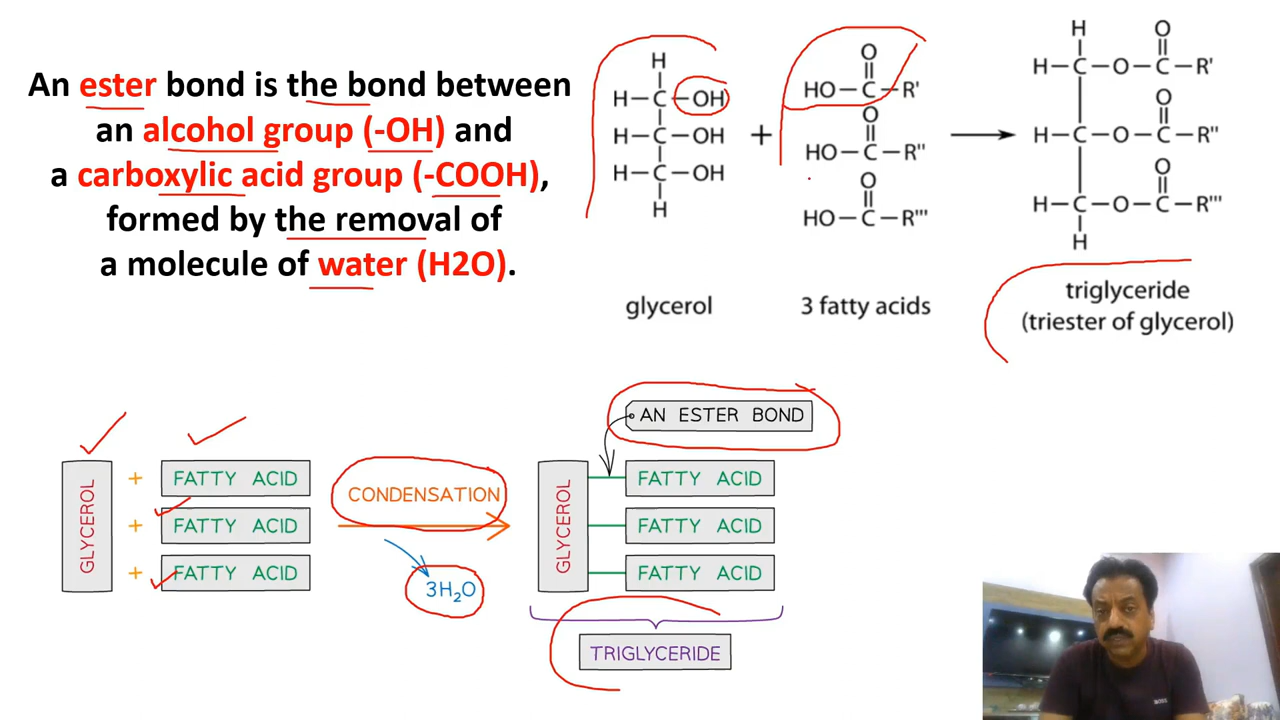 An ester bond is the bond between
an alcohol group (-OH) and
a carboxylic acid group (-COOH),
formed by the removal of
a molecule of water (H2O).
H
H–C–OH
H–C–OH
H–C–OH
H
glycerol
+
O
HO–C–R'
O
HO–C–R''
O
HO–C–R'''
3 fatty acids
H O
H–C–O–C–R'
O
H–C–O–C–R''
O
H–C–O–C–R'''
H
triglyceride
(triester of glycerol)
GLYCEROL
+ FATTY ACID
+ FATTY ACID
+ FATTY ACID
CONDENSATION
3H₂O
AN ESTER BOND
GLYCEROL
FATTY ACID
FATTY ACID
FATTY ACID
TRIGLYCERIDE
BOSS